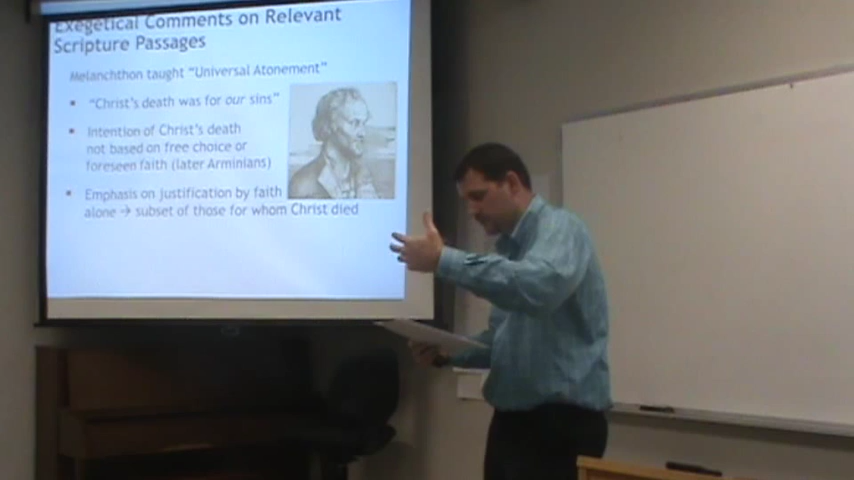 Exegetical Comments on Relevant
Scripture Passages
Melanchthon taught “Universal Atonement”
▪ “Christ’s death was for our sins”
▪ Intention of Christ’s death
not based on free choice or
foreseen faith (later Arminians)
▪ Emphasis on justification by faith
alone → subset of those for whom Christ died